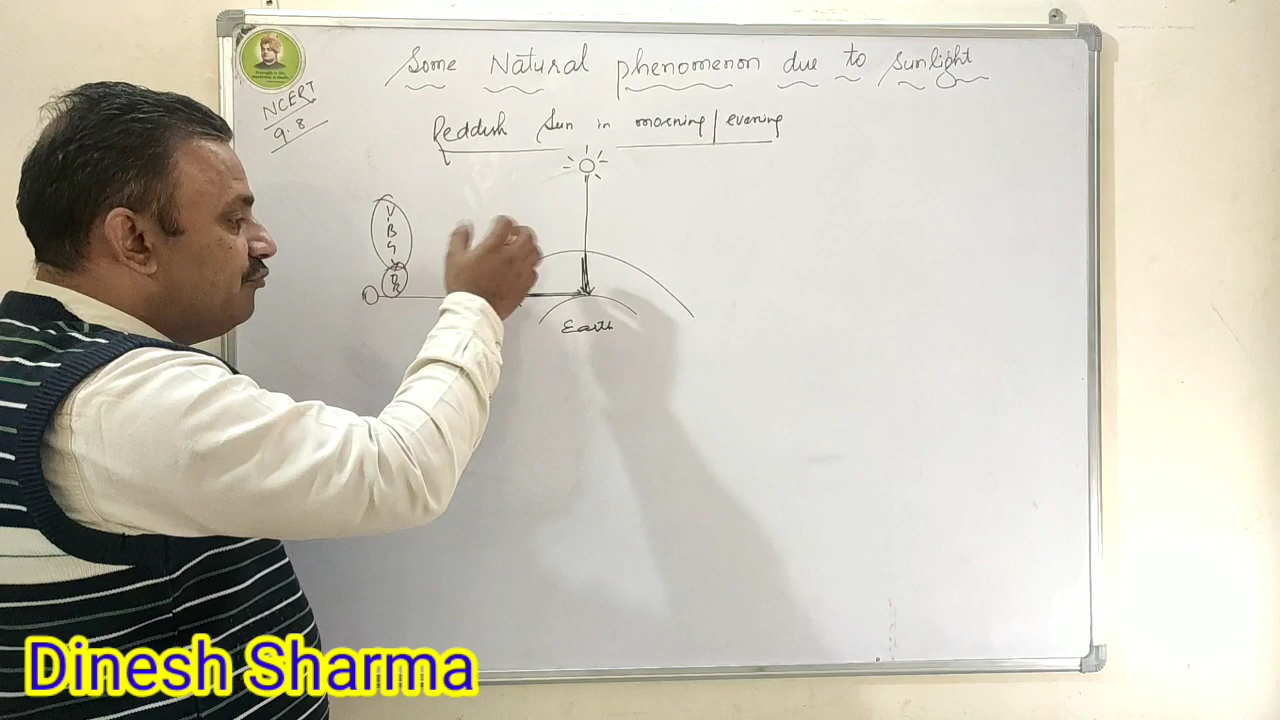 Some Natural phenomenon due to Sunlight
NCERT
9.8
Reddish Sun in morning | evening
V
I
B
G
Y
O
R
Earth
Dinesh Sharma